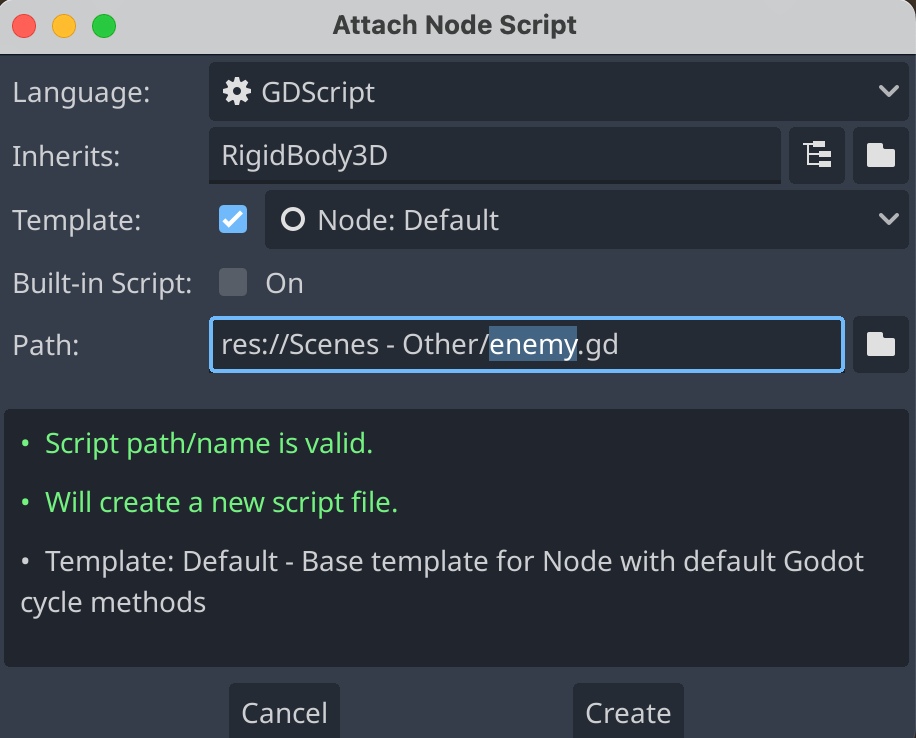 Attach Node Script
Language: GDScript
Inherits: RigidBody3D
Template: Node: Default
Built-in Script: On
Path: res://Scenes - Other/enemy.gd
• Script path/name is valid.
• Will create a new script file.
• Template: Default - Base template for Node with default Godot
cycle methods
Cancel Create